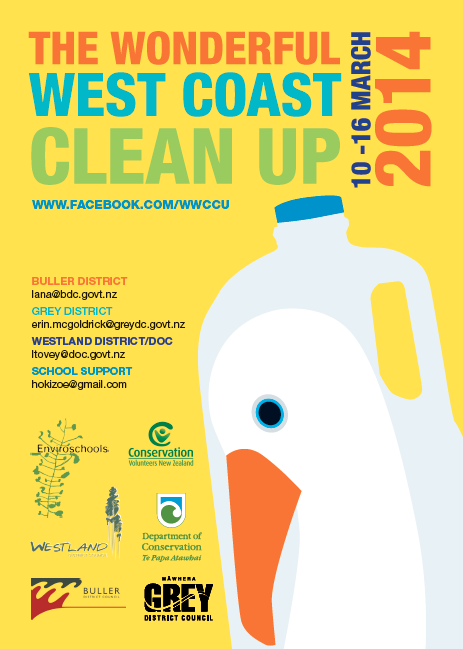 THE WONDERFUL
WEST COAST
CLEAN UP
10 -16 MARCH
2014
WWW.FACEBOOK.COM/WWCCU
BULLER DISTRICT
lana@bdc.govt.nz
GREY DISTRICT
erin.mcgoldrick@greydc.govt.nz
WESTLAND DISTRICT/DOC
ltovey@doc.govt.nz
SCHOOL SUPPORT
hokizoe@gmail.com
Enviroschools
Conservation
Volunteers New Zealand
WESTLAND
Department of
Conservation
Te Papa Atawhai
BULLER
DISTRICT COUNCIL
MĀWHERA
GREY
DISTRICT COUNCIL